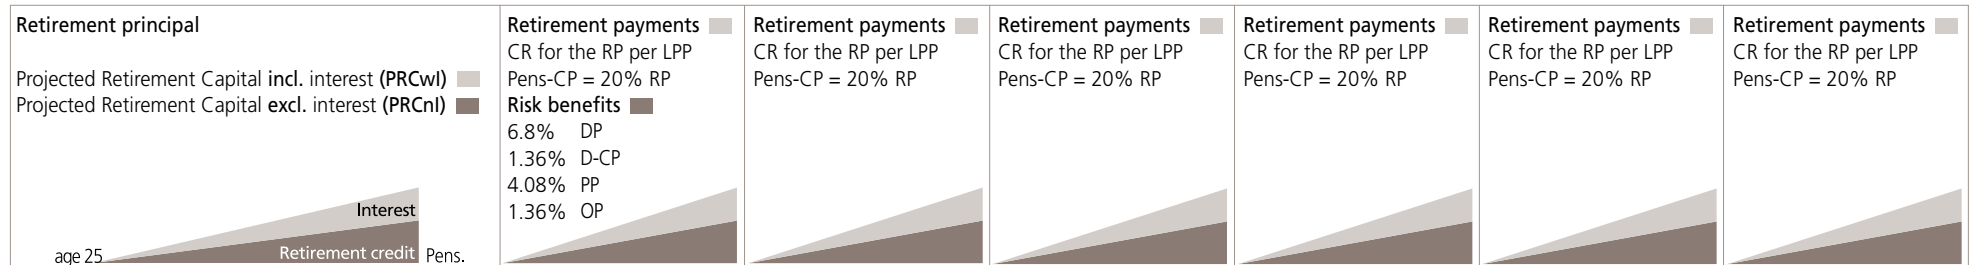 Retirement principal
Projected Retirement Capital incl. interest (PRCwI)
Projected Retirement Capital excl. interest (PRCnI)
Interest
Retirement credit
age 25
Pens.
Retirement payments
CR for the RP per LPP
Pens-CP = 20% RP
Risk benefits
6.8% DP
1.36% D-CP
4.08% PP
1.36% OP
Retirement payments
CR for the RP per LPP
Pens-CP = 20% RP
Retirement payments
CR for the RP per LPP
Pens-CP = 20% RP
Retirement payments
CR for the RP per LPP
Pens-CP = 20% RP
Retirement payments
CR for the RP per LPP
Pens-CP = 20% RP
Retirement payments
CR for the RP per LPP
Pens-CP = 20% RP